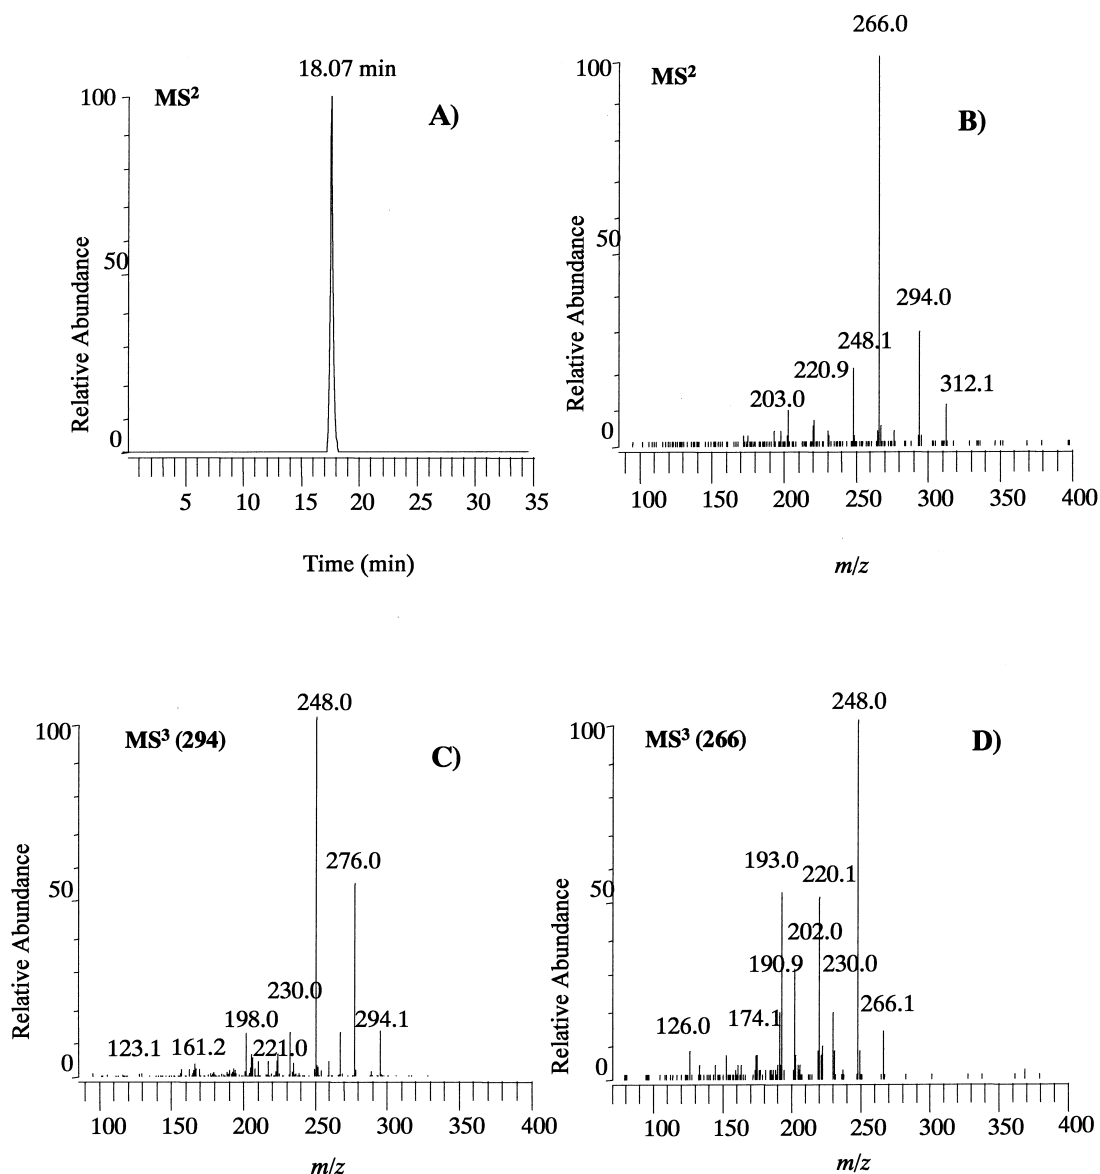 18.07 min
MS²
A)
100
50
0
Relative Abundance
5 10 15 20 25 30 35
Time (min)
266.0
MS²
B)
100
50
0
Relative Abundance
294.0
248.1
220.9
312.1
203.0
100 150 200 250 300 350 400
m/z
248.0
MS³ (294)
C)
100
50
0
Relative Abundance
276.0
230.0
198.0
294.1
123.1 161.2 221.0
100 150 200 250 300 350 400
m/z
248.0
MS³ (266)
D)
100
50
0
Relative Abundance
193.0
220.1
202.0
190.9 230.0
266.1
174.1
126.0
100 150 200 250 300 350 400
m/z